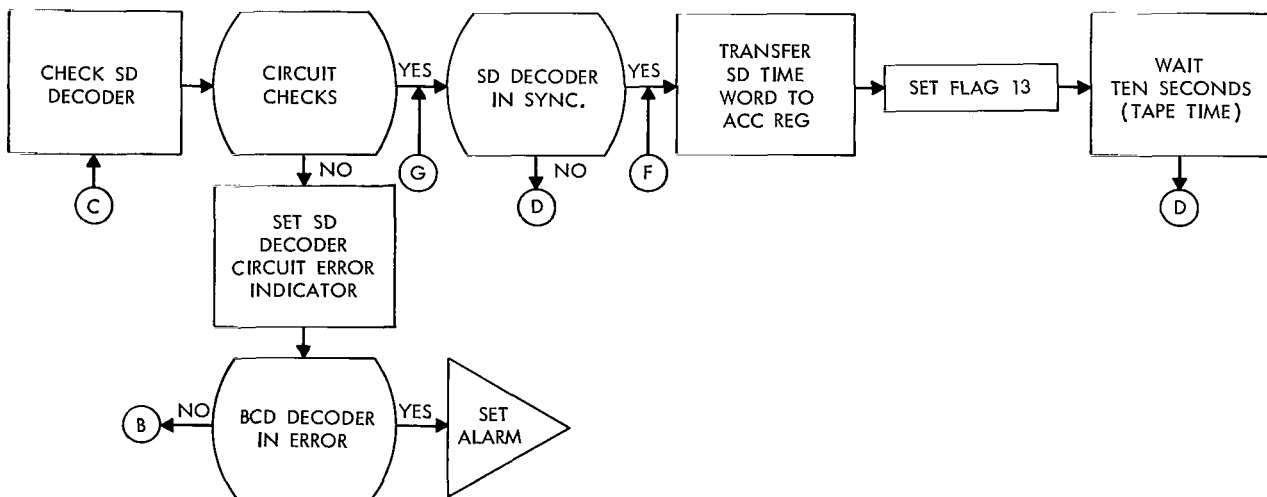 CHECK SD
DECODER
CIRCUIT
CHECKS
YES
SD DECODER
IN SYNC.
YES
TRANSFER
SD TIME
WORD TO
ACC REG
SET FLAG 13
WAIT
TEN SECONDS
(TAPE TIME)
C
NO
G
NO
D
F
D
SET SD
DECODER
CIRCUIT ERROR
INDICATOR
B
NO
BCD DECODER
IN ERROR
YES
SET
ALARM